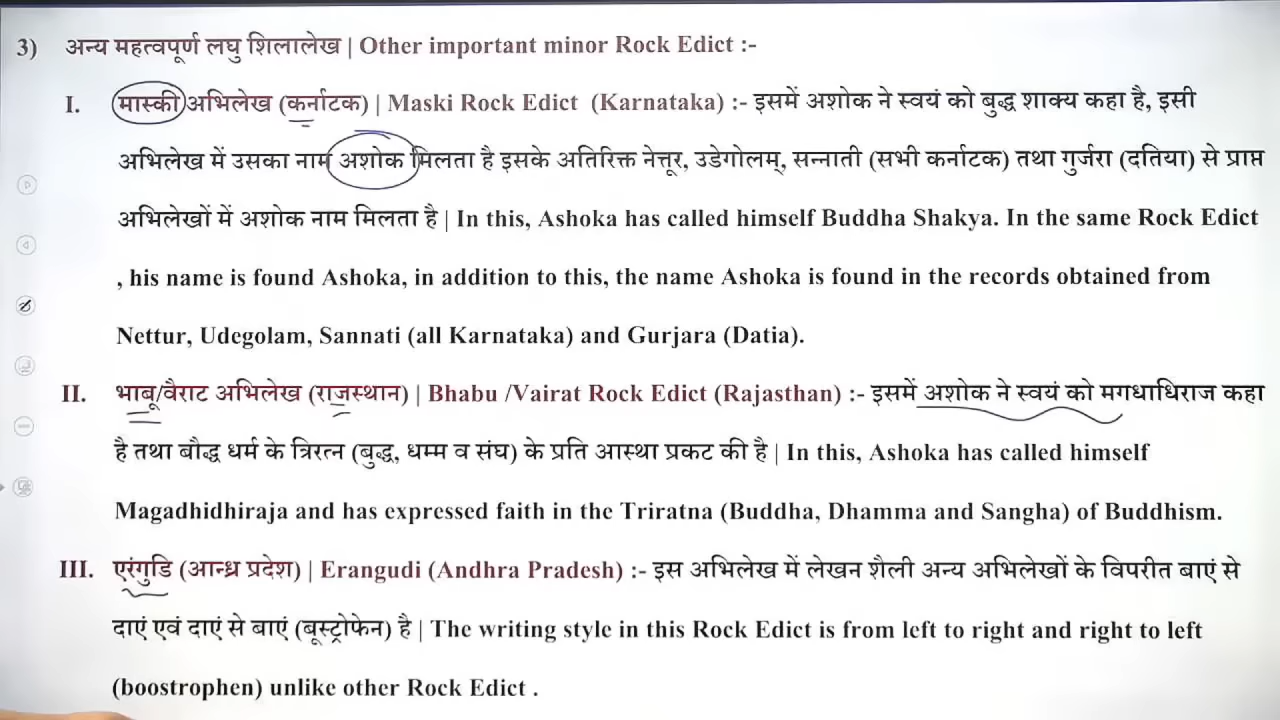 3) अन्य महत्वपूर्ण लघु शिलालेख | Other important minor Rock Edict :-
I. मास्की अभिलेख (कर्नाटक) | Maski Rock Edict (Karnataka) :- इसमें अशोक ने स्वयं को बुद्ध शाक्य कहा है, इसी
अभिलेख में उसका नाम अशोक मिलता है इसके अतिरिक्त नेत्तूर, उडेगोलम्, सन्नाती (सभी कर्नाटक) तथा गुर्जरा (दतिया) से प्राप्त
अभिलेखों में अशोक नाम मिलता है | In this, Ashoka has called himself Buddha Shakya. In the same Rock Edict
, his name is found Ashoka, in addition to this, the name Ashoka is found in the records obtained from
Nettur, Udegolam, Sannati (all Karnataka) and Gurjara (Datia).
II. भाबू/वैराट अभिलेख (राजस्थान) | Bhabu /Vairat Rock Edict (Rajasthan) :- इसमें अशोक ने स्वयं को मगधाधिराज कहा
है तथा बौद्ध धर्म के त्रिरत्न (बुद्ध, धम्म व संघ) के प्रति आस्था प्रकट की है | In this, Ashoka has called himself
Magadhidhiraja and has expressed faith in the Triratna (Buddha, Dhamma and Sangha) of Buddhism.
III. एरंगुडि (आन्ध्र प्रदेश) | Erangudi (Andhra Pradesh) :- इस अभिलेख में लेखन शैली अन्य अभिलेखों के विपरीत बाएं से
दाएं एवं दाएं से बाएं (बूस्ट्रोफेन) है | The writing style in this Rock Edict is from left to right and right to left
(boostrophen) unlike other Rock Edict .